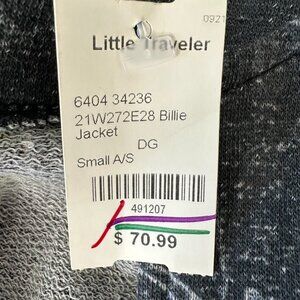 0921
Little Traveler
6404 34236
21W272E28 Billie
Jacket
DG
Small A/S
491207
$ 70.99